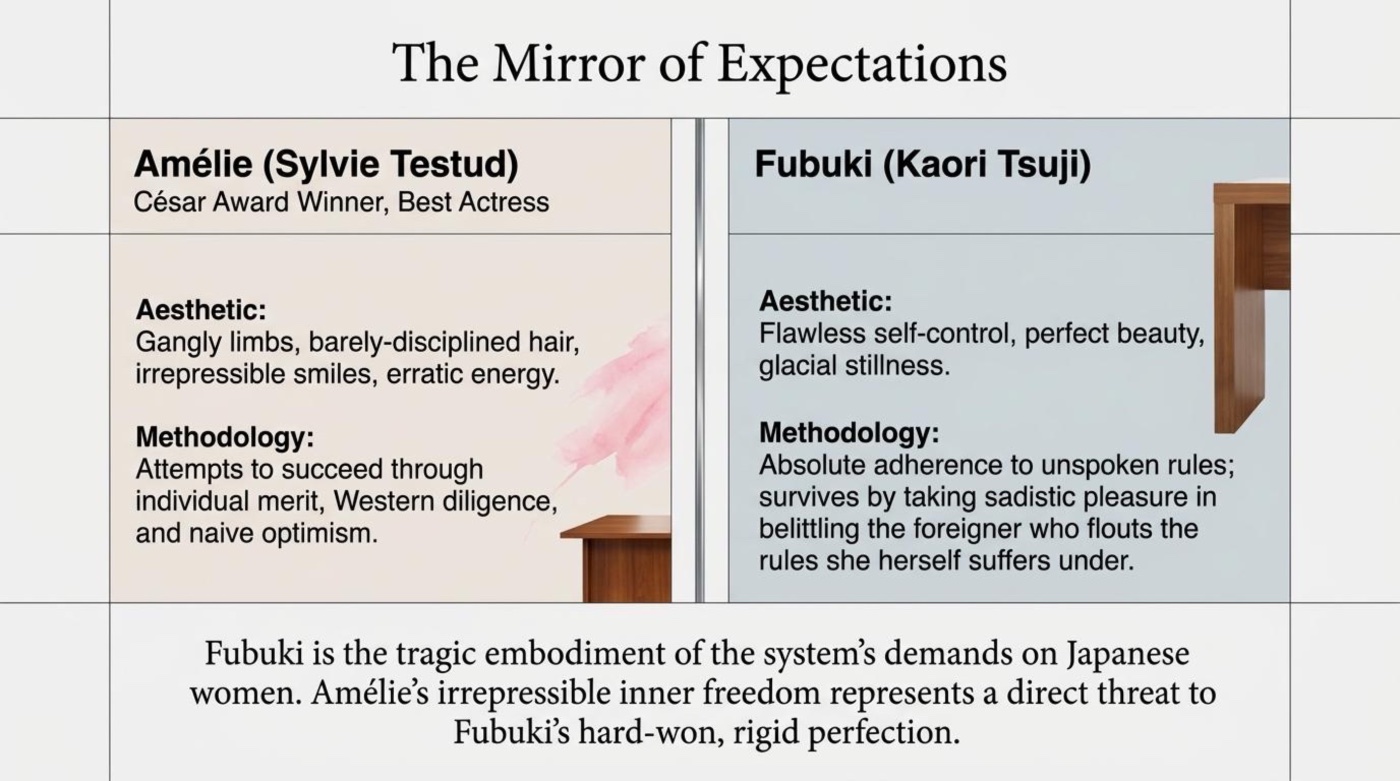 The Mirror of Expectations
Amélie (Sylvie Testud)
César Award Winner, Best Actress
Aesthetic:
Gangly limbs, barely-disciplined hair,
irrepressible smiles, erratic energy.
Methodology:
Attempts to succeed through
individual merit, Western diligence,
and naive optimism.
Fubuki (Kaori Tsuji)
Aesthetic:
Flawless self-control, perfect beauty,
glacial stillness.
Methodology:
Absolute adherence to unspoken rules;
survives by taking sadistic pleasure in
belittling the foreigner who flouts the
rules she herself suffers under.
Fubuki is the tragic embodiment of the system’s demands on Japanese
women. Amélie’s irrepressible inner freedom represents a direct threat to
Fubuki’s hard-won, rigid perfection.